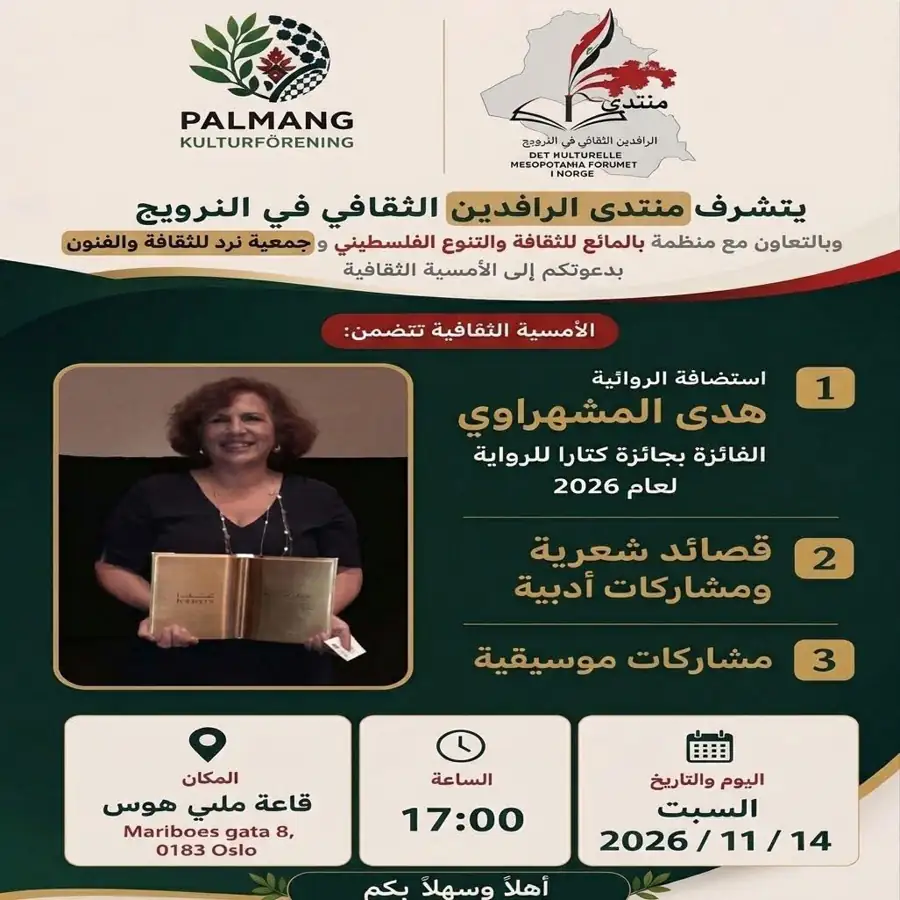 PALMANG
KULTURFÖRENING
منتدى
الرافدين الثقافي في النرويج
DET HULTURELLE
MESOPOTAMIA FORUMET
I NORGE
يتشرف منتدى الرافدين الثقافي في النرويج
وبالتعاون مع منظمة بالمانع للثقافة والتنوع الفلسطيني و جمعية نرد للثقافة والفنون
بدعوتكم إلى الأمسية الثقافية
الأمسية الثقافية تتضمن:
1
استضافة الروائية
هدى المشهراوي
الفائزة بجائزة كتارا للرواية
لعام 2026
2
قصائد شعرية
ومشاركات أدبية
3
مشاركات موسيقية
اليوم والتاريخ
السبت
2026 / 11 / 14
الساعة
17:00
المكان
قاعة ملبي هوس
Mariboes gata 8,
0183 Oslo
أهلاً وسهلاً بكم